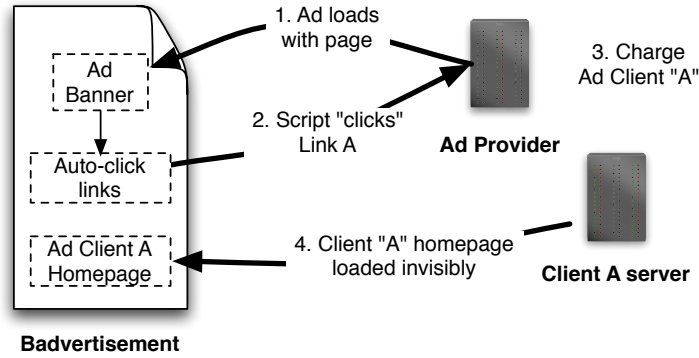 1. Ad loads
with page
3. Charge
Ad Client "A"
Ad
Banner
2. Script "clicks"
Link A
Ad Provider
Auto-click
links
Ad Client A
Homepage
4. Client "A" homepage
loaded invisibly
Client A server
Badvertisement